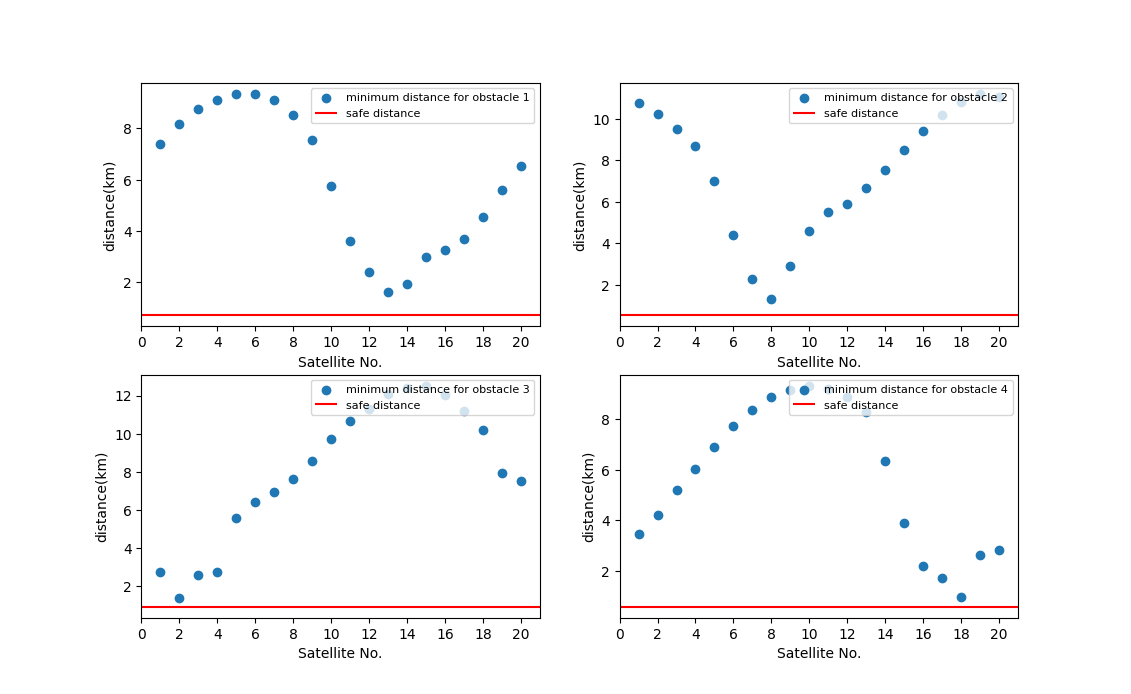 minimum distance for obstacle 1
safe distance
8
6
4
2
distance(km)
0 2 4 6 8 10 12 14 16 18 20
Satellite No.
minimum distance for obstacle 2
safe distance
10
8
6
4
2
distance(km)
0 2 4 6 8 10 12 14 16 18 20
Satellite No.
minimum distance for obstacle 3
safe distance
12
10
8
6
4
2
distance(km)
0 2 4 6 8 10 12 14 16 18 20
Satellite No.
minimum distance for obstacle 4
safe distance
8
6
4
2
distance(km)
0 2 4 6 8 10 12 14 16 18 20
Satellite No.